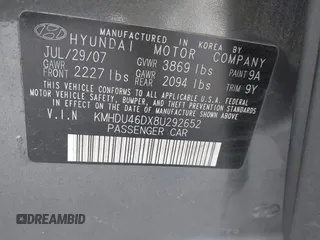 MANUFACTURED IN KOREA BY
HYUNDAI MOTOR COMPANY
JUL/29/07 GVWR 3869 lbs PAINT 9A
GAWR FRONT 2227 lbs GAWR REAR 2094 lbs TRIM 9Y
THIS VEHICLE CONFORMS TO ALL APPLICABLE
FEDERAL MOTOR VEHICLE SAFETY, BUMPER, AND
THEFT PREVENTION STANDARDS IN EFFECT ON
THE DATE OF MANUFACTURE SHOWN ABOVE.
V.I.N KMHDU46DX8U292652
PASSENGER CAR
DREAMBID